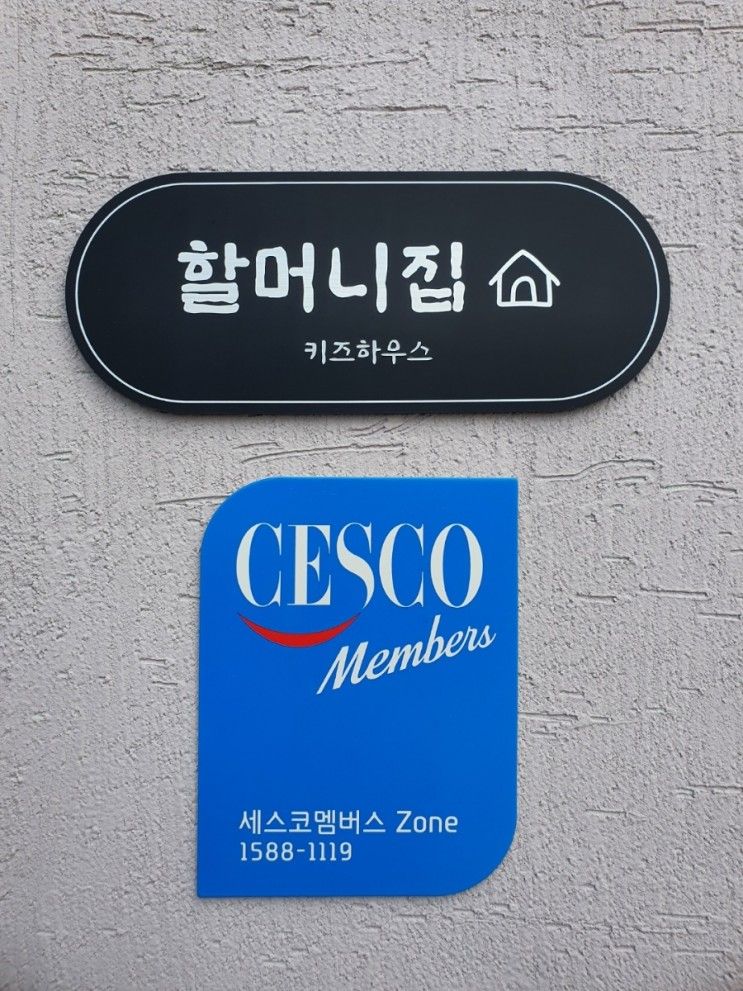 할머니집
키즈하우스
CESCO
Members
세스코멤버스 Zone
1588-1119